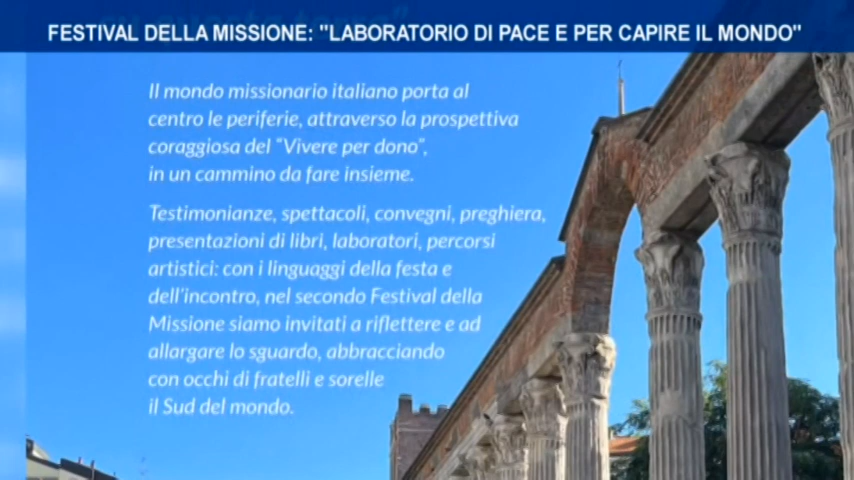 FESTIVAL DELLA MISSIONE: "LABORATORIO DI PACE E PER CAPIRE IL MONDO"
Il mondo missionario italiano porta al
centro le periferie, attraverso la prospettiva
coraggiosa del "Vivere per dono",
in un cammino da fare insieme.
Testimonianze, spettacoli, convegni, preghiera,
presentazioni di libri, laboratori, percorsi
artistici: con i linguaggi della festa e
dell'incontro, nel secondo Festival della
Missione siamo invitati a riflettere e ad
allargare lo sguardo, abbracciando
con occhi di fratelli e sorelle
il Sud del mondo.